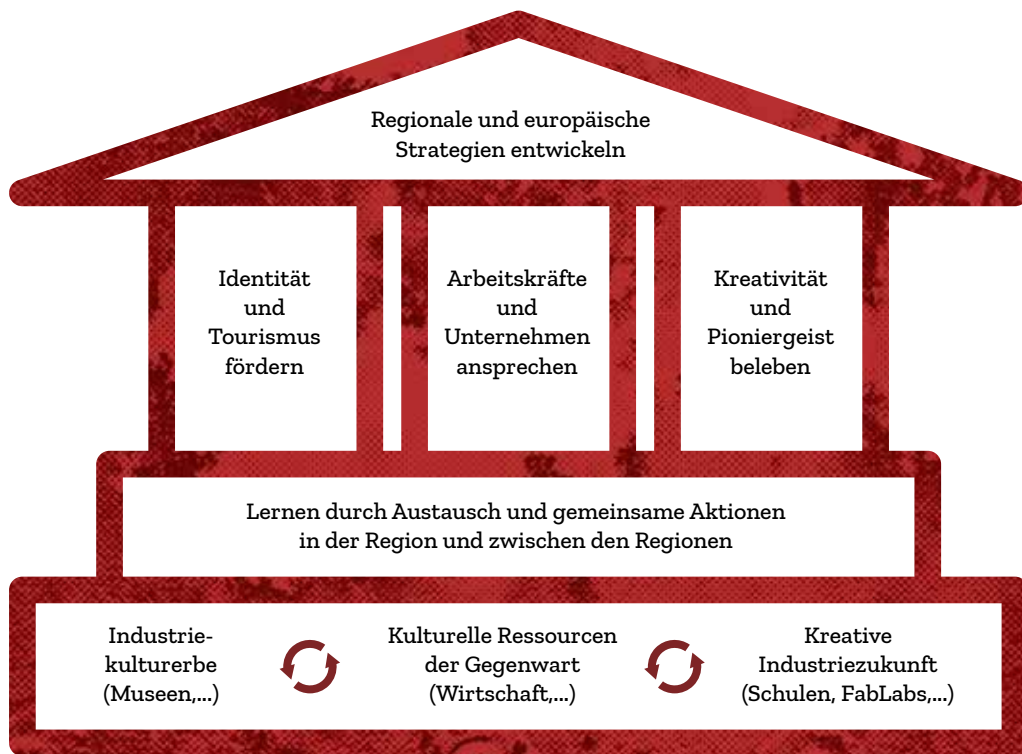 Regionale und europäische
Strategien entwickeln
Identität
und
Tourismus
fördern
Arbeitskräfte
und
Unternehmen
ansprechen
Kreativität
und
Pioniergeist
beleben
Lernen durch Austausch und gemeinsame Aktionen
in der Region und zwischen den Regionen
Industrie-
kulturerbe
(Museen,...)
Kulturelle Ressourcen
der Gegenwart
(Wirtschaft,...)
Kreative
Industriezukunft
(Schulen, FabLabs,...)